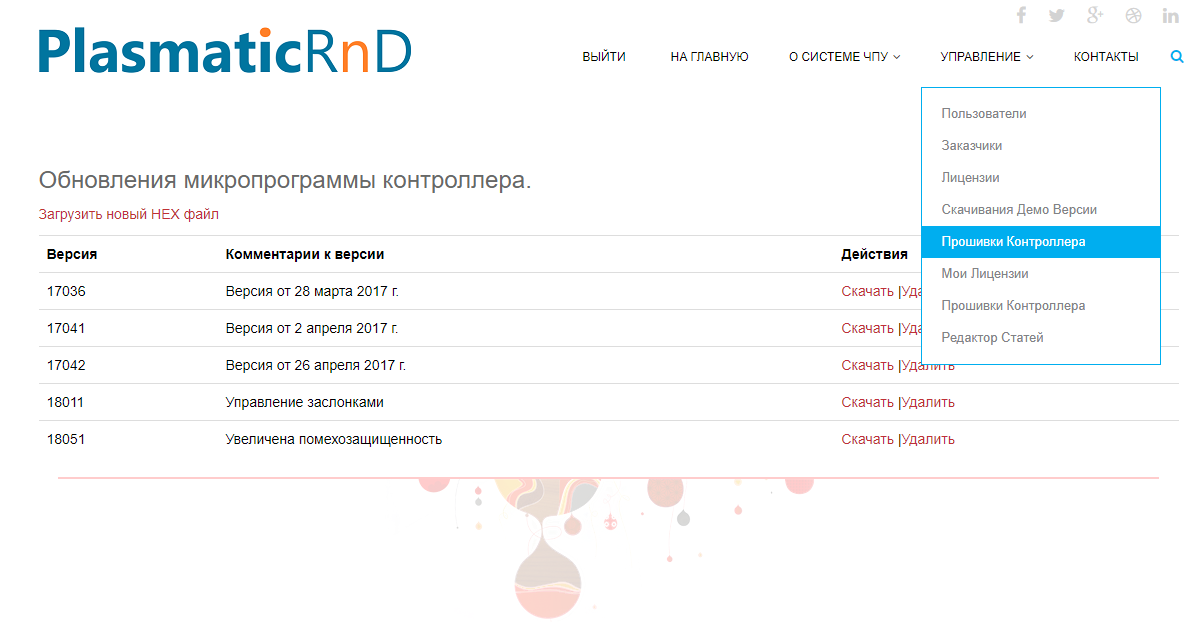 PlasmaticRnD
ВЫЙТИ НА ГЛАВНУЮ О СИСТЕМЕ ЧПУ УПРАВЛЕНИЕ КОНТАКТЫ
Пользователи
Заказчики
Лицензии
Скачивания Демо Версии
Прошивки Контроллера
Мои Лицензии
Прошивки Контроллера
Редактор Статей
Обновления микропрограммы контроллера.
Загрузить новый HEX файл
Версия Комментарии к версии Действия
17036 Версия от 28 марта 2017 г. Скачать |Уда
17041 Версия от 2 апреля 2017 г. Скачать |Уда
17042 Версия от 26 апреля 2017 г. Скачать |Удалить
18011 Управление заслонками Скачать |Удалить
18051 Увеличена помехозащищенность Скачать |Удалить